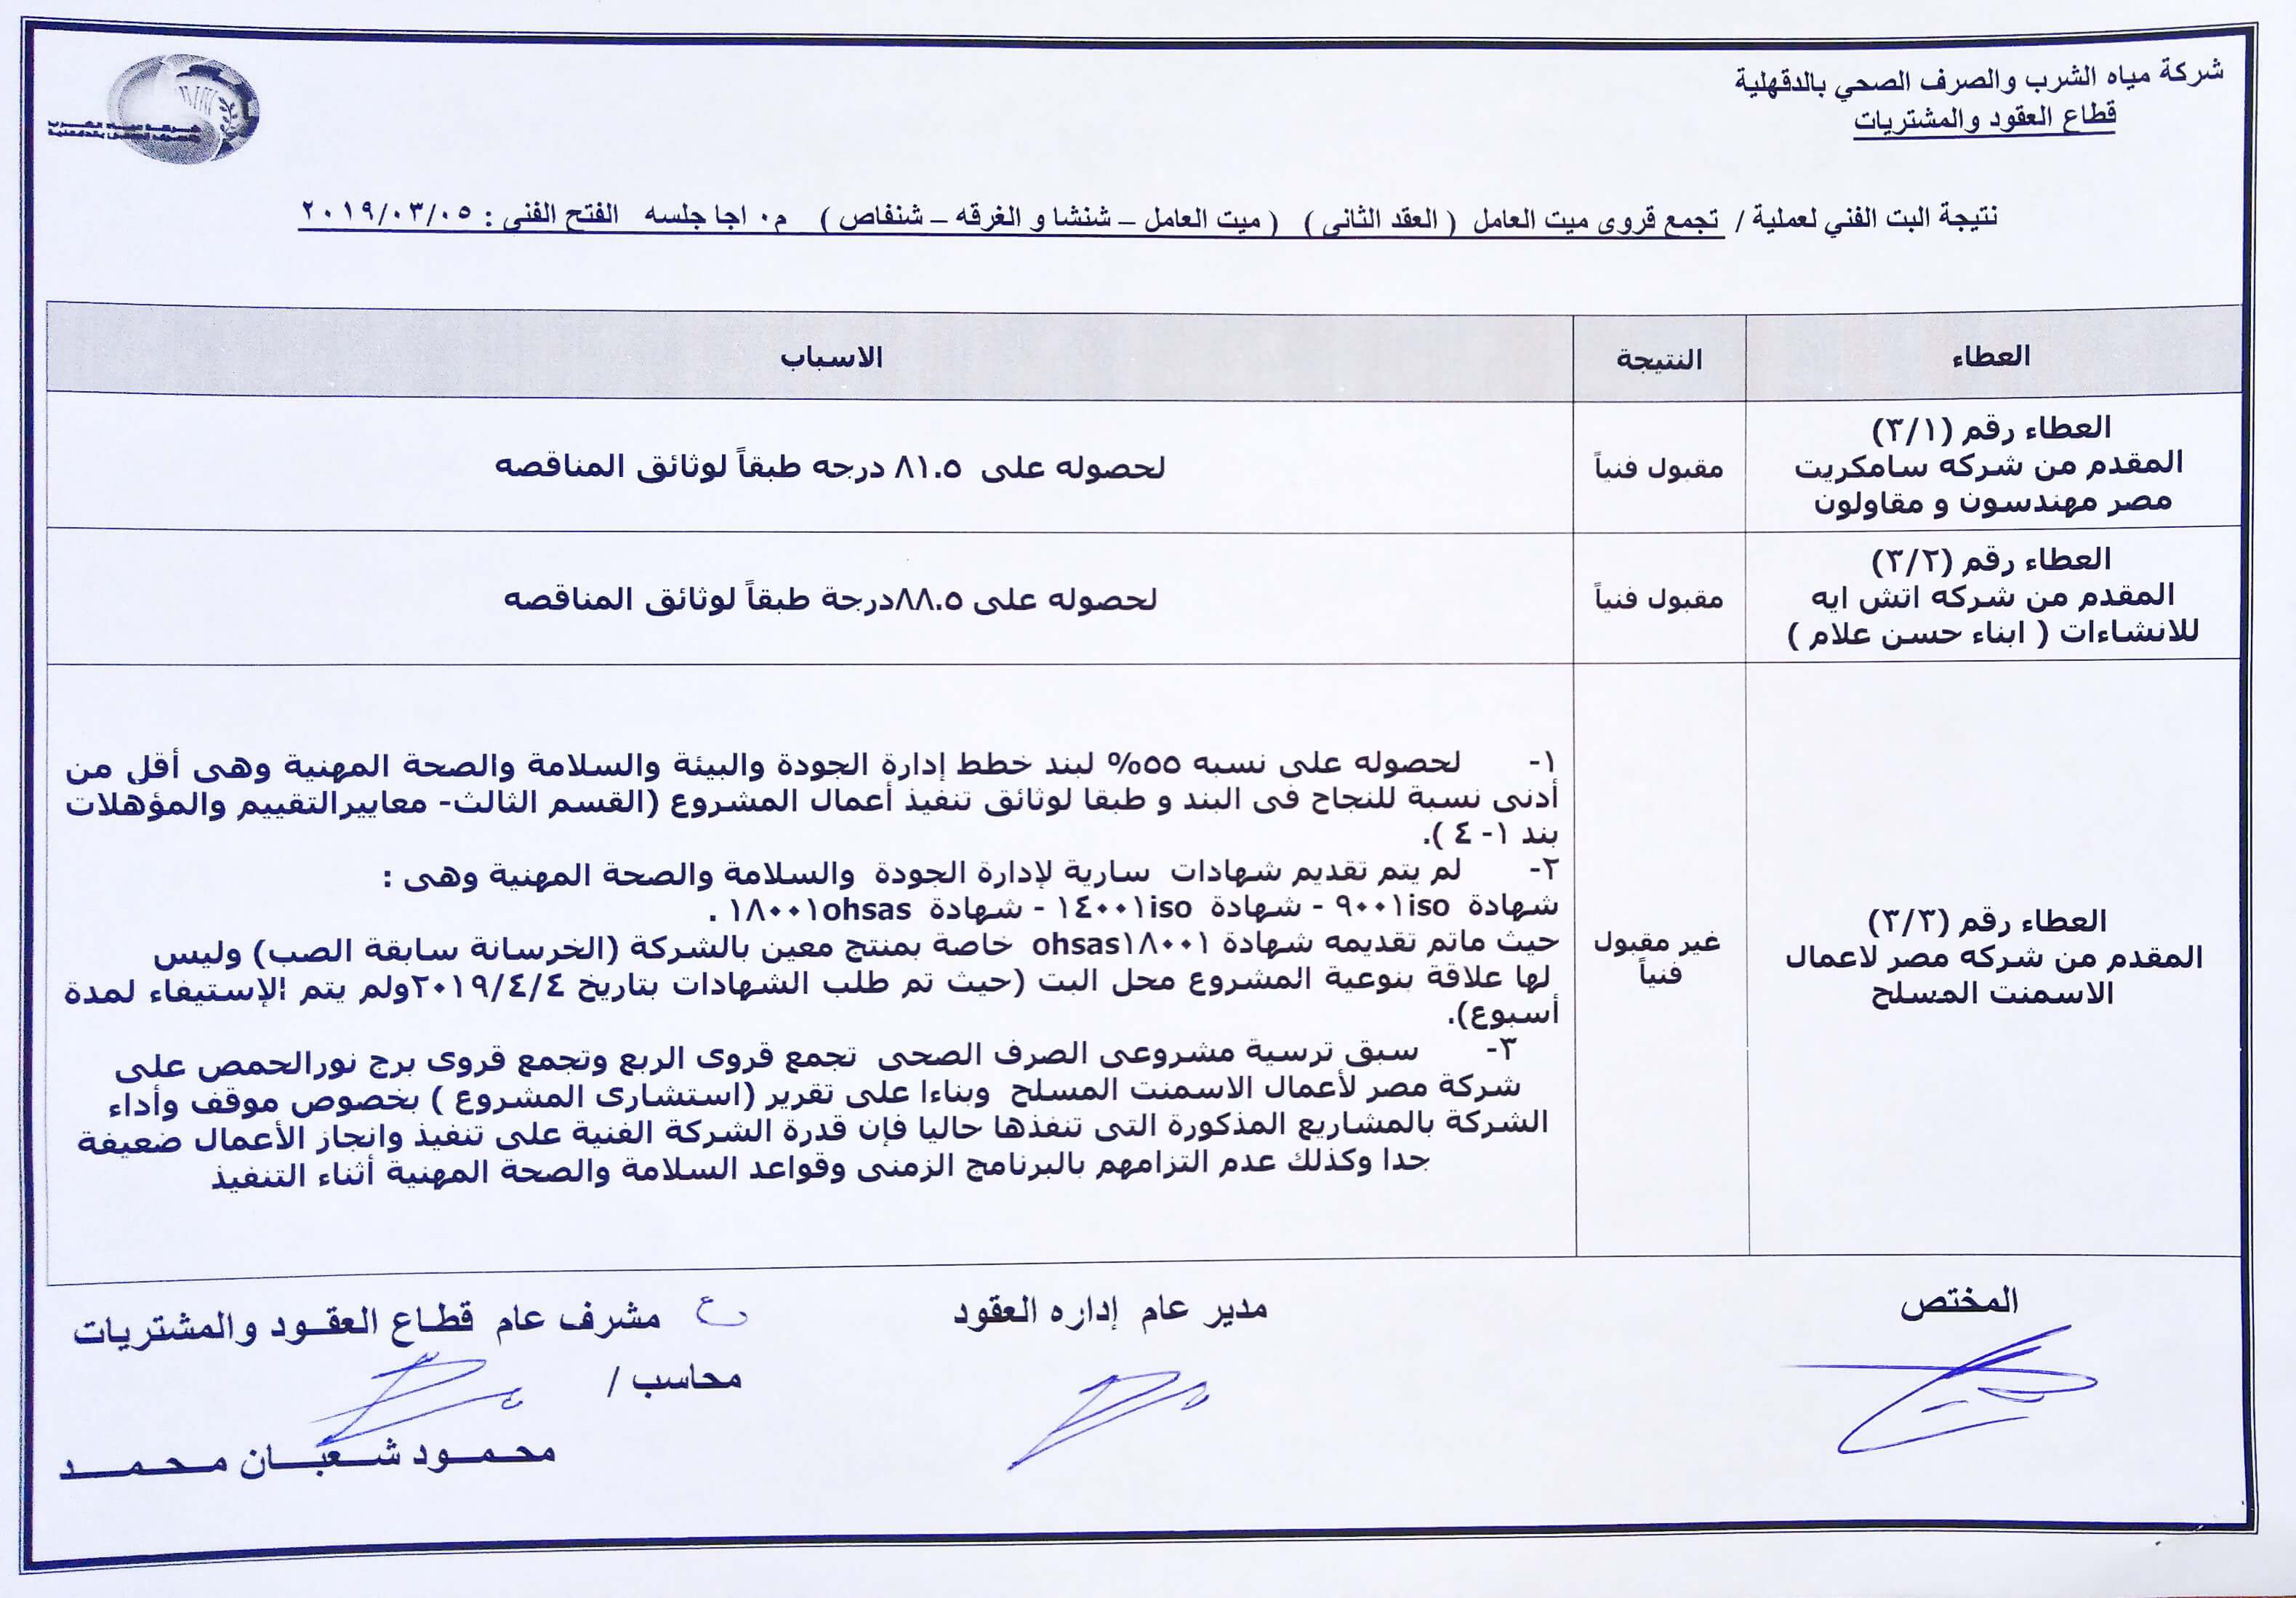 شركة مياه الشرب والصرف الصحي بالدقهلية
قطاع العقود والمشتريات
نتيجة البت الفني لعملية / تجمع قروى ميت العامل ( العقد الثانى ) ( ميت العامل – شنشا و الغرقه – شنفاص ) م٠ اجا جلسه الفتح الفنى : ٢٠١٩/٠٣/٠٥
العطاء النتيجة الاسباب
العطاء رقم (٣/١)
المقدم من شركه سامكريت
مصر مهندسون و مقاولون
مقبول فنياً
لحصوله على ٨١.٥ درجه طبقاً لوثائق المناقصه
العطاء رقم (٣/٢)
المقدم من شركه اتش ايه
للانشاءات ( ابناء حسن علام )
مقبول فنياً
لحصوله على ٨٨.٥درجة طبقاً لوثائق المناقصه
العطاء رقم (٣/٣)
المقدم من شركه مصر لاعمال
الاسمنت المسلح
غير مقبول
فنياً
١- لحصوله على نسبه ٥٥% لبند خطط إدارة الجودة والبيئة والسلامة والصحة المهنية وهى أقل من
أدنى نسبة للنجاح فى البند و طبقا لوثائق تنفيذ أعمال المشروع (القسم الثالث- معاييرالتقييم والمؤهلات
بند ١- ٤ ).
٢- لم يتم تقديم شهادات سارية لإدارة الجودة والسلامة والصحة المهنية وهى :
شهادة iso٩٠٠١ - شهادة iso١٤٠٠١ - شهادة ohsas١٨٠٠١ .
حيث ماتم تقديمه شهادة ohsas١٨٠٠١ خاصة بمنتج معين بالشركة (الخرسانة سابقة الصب) وليس
لها علاقة بنوعية المشروع محل البت (حيث تم طلب الشهادات بتاريخ ٢٠١٩/٤/٤ولم يتم الإستيفاء لمدة
أسبوع).
٣- سبق ترسية مشروعى الصرف الصحى تجمع قروى الربع وتجمع قروى برج نورالحمص على
شركة مصر لأعمال الاسمنت المسلح وبناءا على تقرير (استشارى المشروع ) بخصوص موقف وأداء
الشركة بالمشاريع المذكورة التى تنفذها حاليا فإن قدرة الشركة الفنية على تنفيذ وانجاز الأعمال ضعيفة
جدا وكذلك عدم التزامهم بالبرنامج الزمنى وقواعد السلامة والصحة المهنية أثناء التنفيذ
المختص
مدير عام إداره العقود
مشرف عام قطاع العقود والمشتريات
محاسب /
محمود شعبان محمد